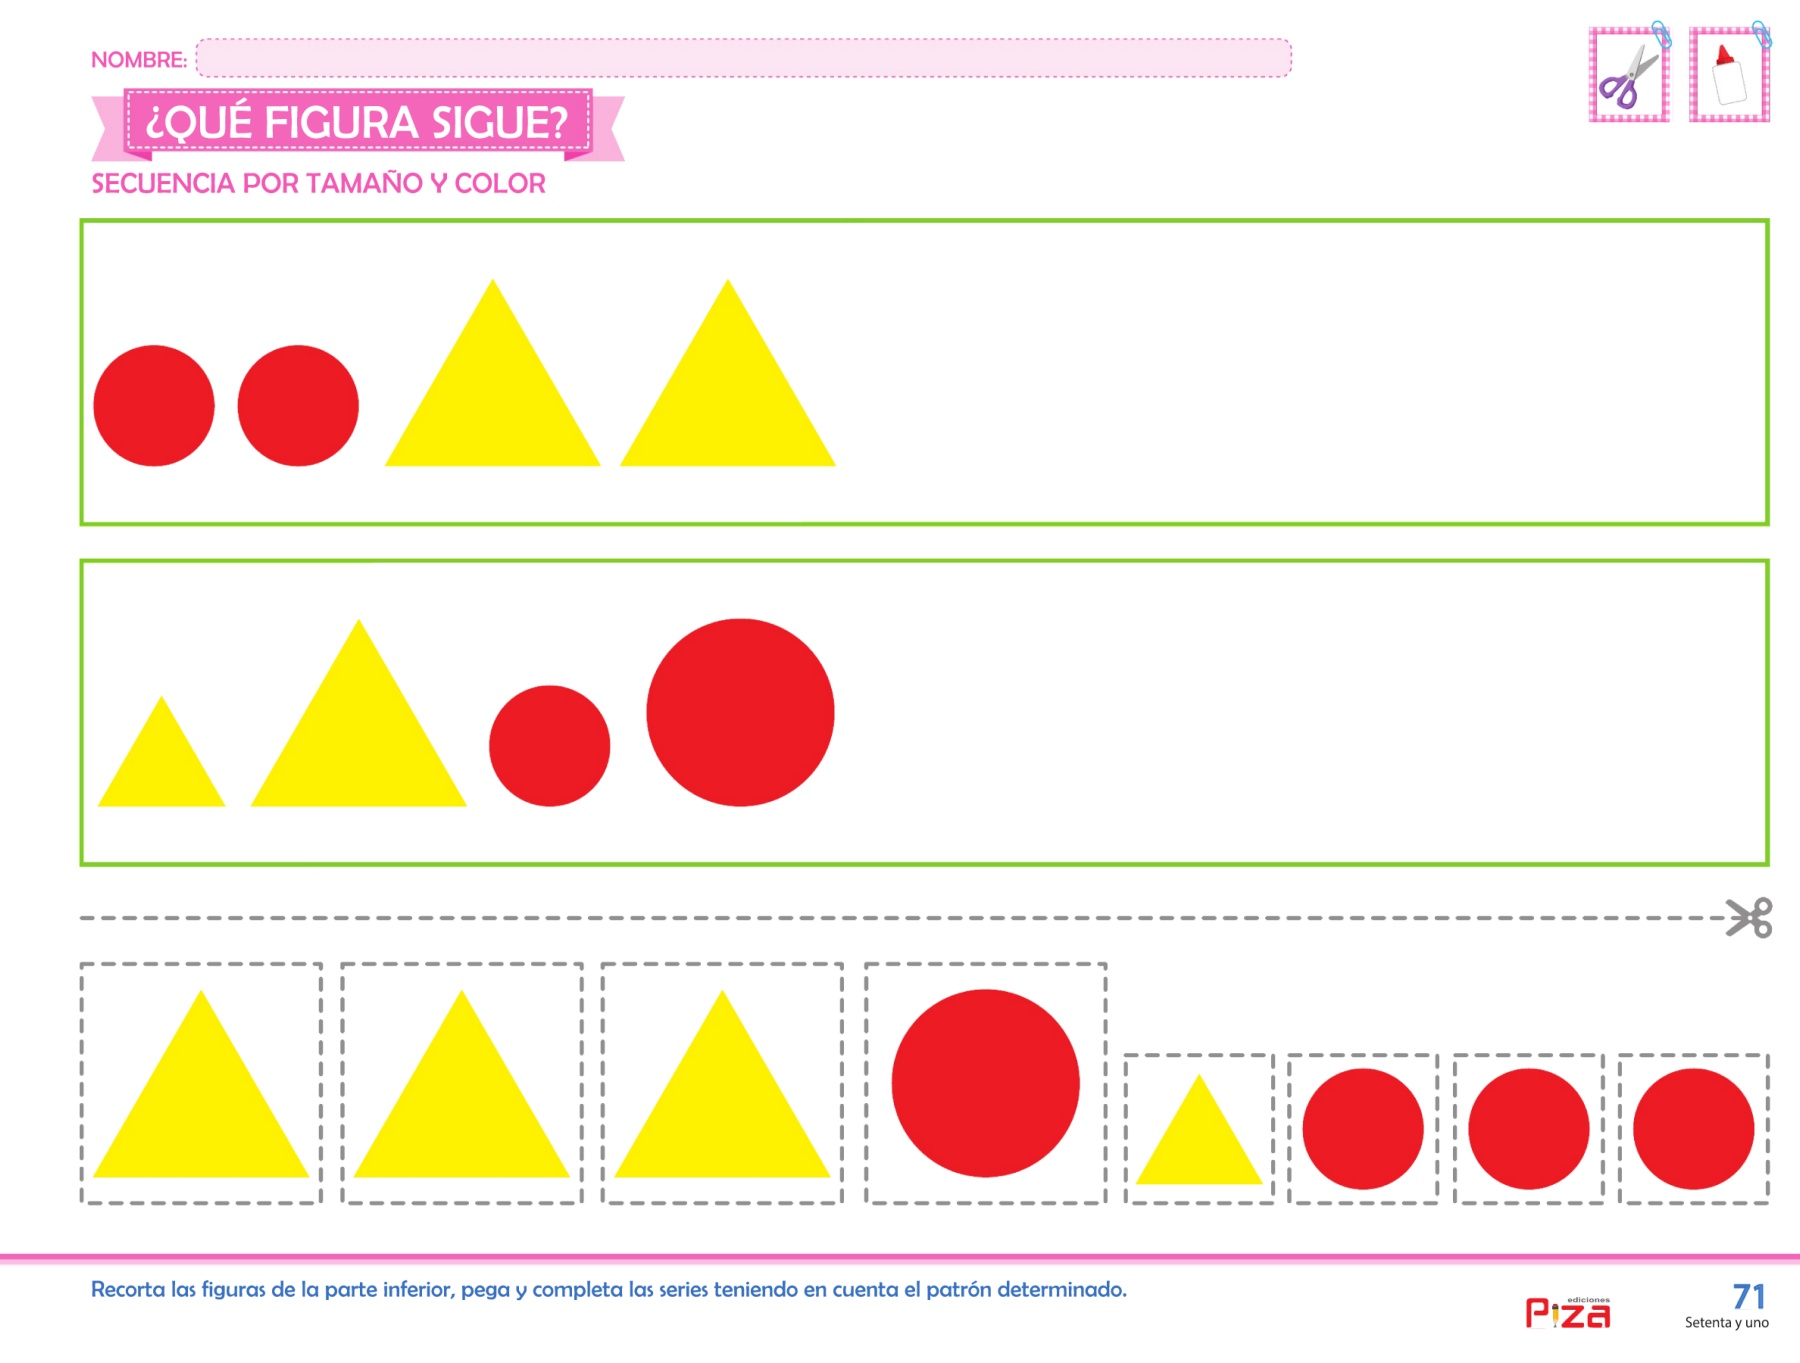 NOMBRE:
¿QUÉ FIGURA SIGUE?
SECUENCIA POR TAMAÑO Y COLOR
Recorta las figuras de la parte inferior, pega y completa las series teniendo en cuenta el patrón determinado.
ediciones
Piza
71
Setenta y uno